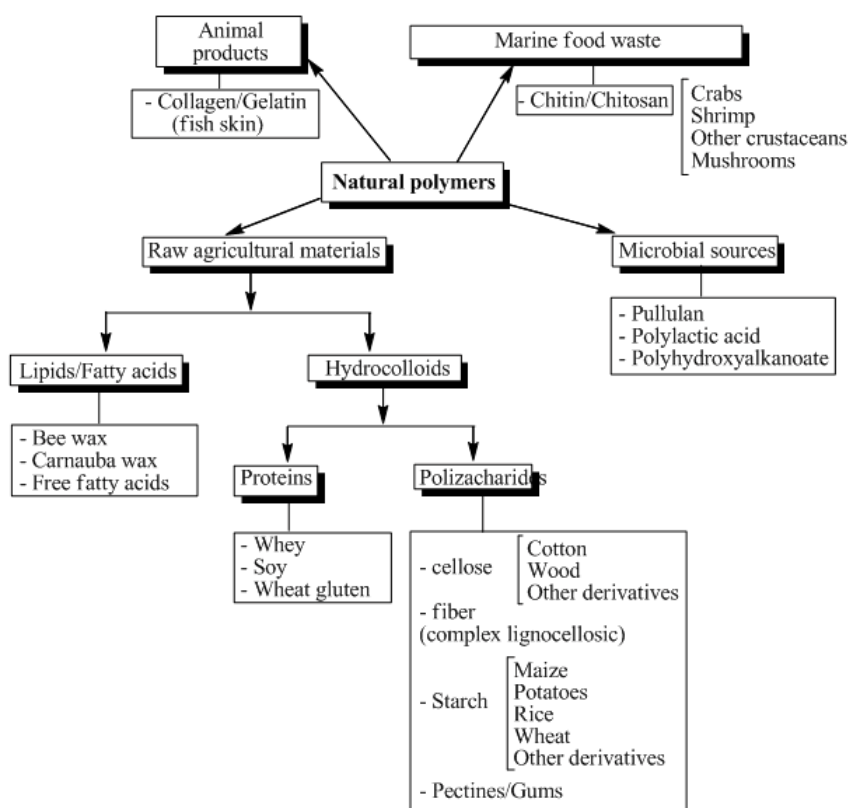 Animal
products
- Collagen/Gelatin
(fish skin)
Marine food waste
- Chitin/Chitosan
Crabs
Shrimp
Other crustaceans
Mushrooms
Natural polymers
Raw agricultural materials
Microbial sources
- Pullulan
- Polylactic acid
- Polyhydroxyalkanoate
Lipids/Fatty acids
- Bee wax
- Carnauba wax
- Free fatty acids
Hydrocolloids
Proteins
- Whey
- Soy
- Wheat gluten
Polizacharides
- cellose
Cotton
Wood
Other derivatives
- fiber
(complex lignocellosic)
- Starch
Maize
Potatoes
Rice
Wheat
Other derivatives
- Pectines/Gums